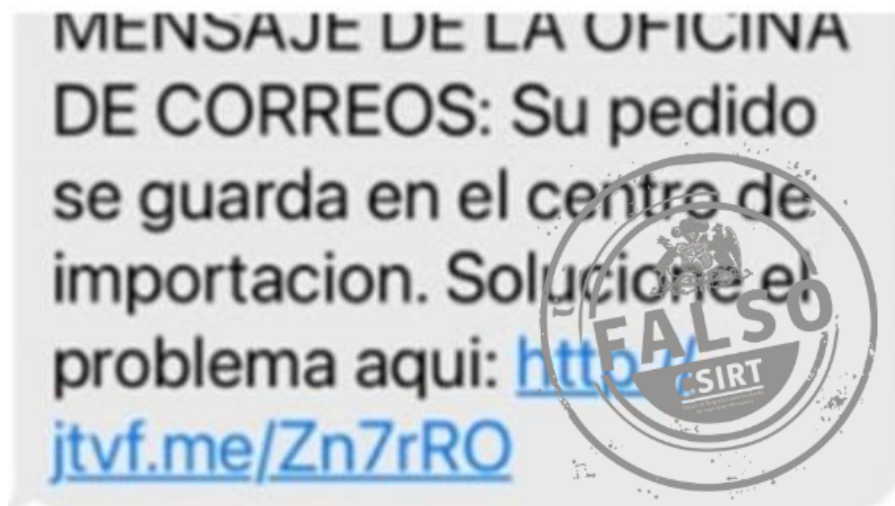 MENSAJE DE LA OFICINA
DE CORREOS: Su pedido
se guarda en el centro de
importacion. Solucione el
problema aqui: http://
jtvf.me/Zn7rRO
FALSO
CSIRT